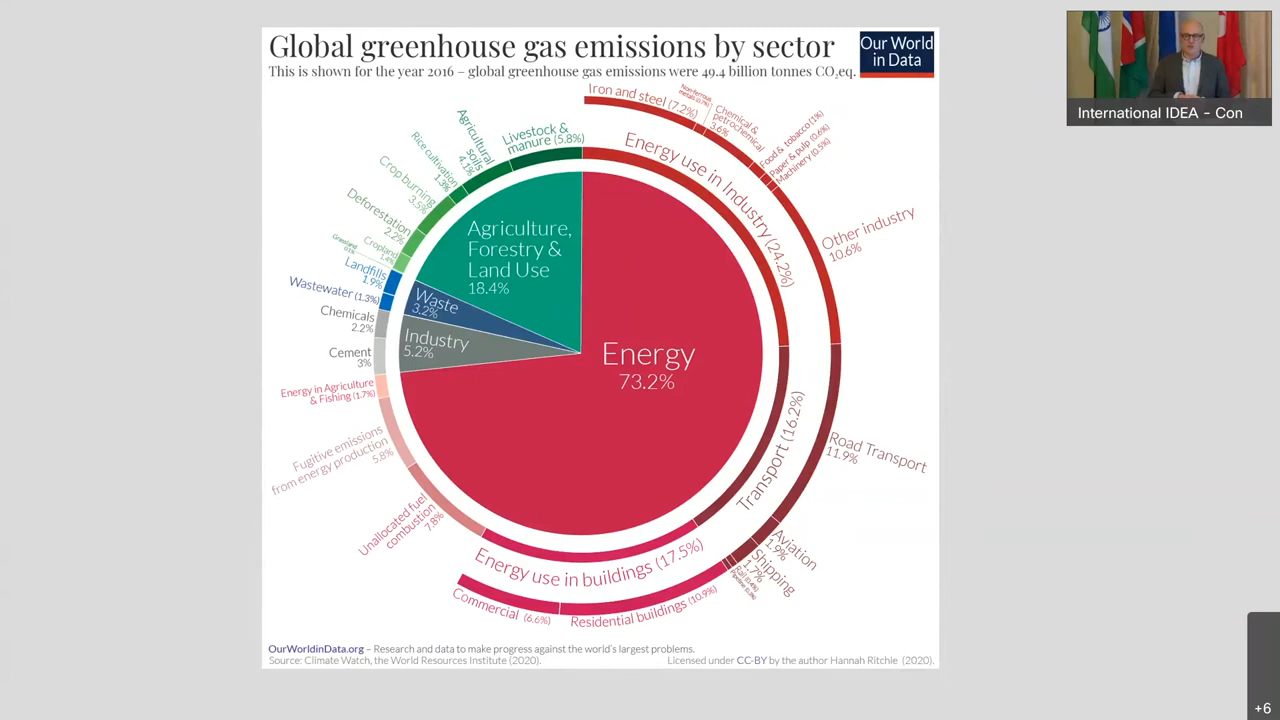 Global greenhouse gas emissions by sector
This is shown for the year 2016 – global greenhouse gas emissions were 49.4 billion tonnes CO₂eq.
Our World
in Data
International IDEA - Con
Iron and steel (7.2%)
Chemical &
petrochemical
3.6%
Food & tobacco (1%)
Paper & pulp (0.6%)
Machinery (0.5%)
Energy use in Industry (24.2%)
Other industry
10.6%
Livestock &
manure (5.8%)
Agricultural
soils
4.1%
Rice cultivation
1.3%
Crop burning
3.5%
Deforestation
2.2%
Cropland
1.4%
Grassland
0.1%
Landfills
1.9%
Wastewater (1.3%)
Chemicals
2.2%
Cement
3%
Energy in Agriculture
& Fishing (1.7%)
Fugitive emissions
from energy production
5.8%
Unallocated fuel
combustion
7.8%
Agriculture,
Forestry &
Land Use
18.4%
Waste
3.2%
Industry
5.2%
Energy
73.2%
Transport (16.2%)
Road Transport
11.9%
Aviation
1.9%
Shipping
1.7%
Energy use in buildings (17.5%)
Commercial (6.6%)
Residential buildings (10.9%)
OurWorldinData.org – Research and data to make progress against the world's largest problems.
Source: Climate Watch, the World Resources Institute (2020).
Licensed under CC-BY by the author Hannah Ritchie (2020).
+6